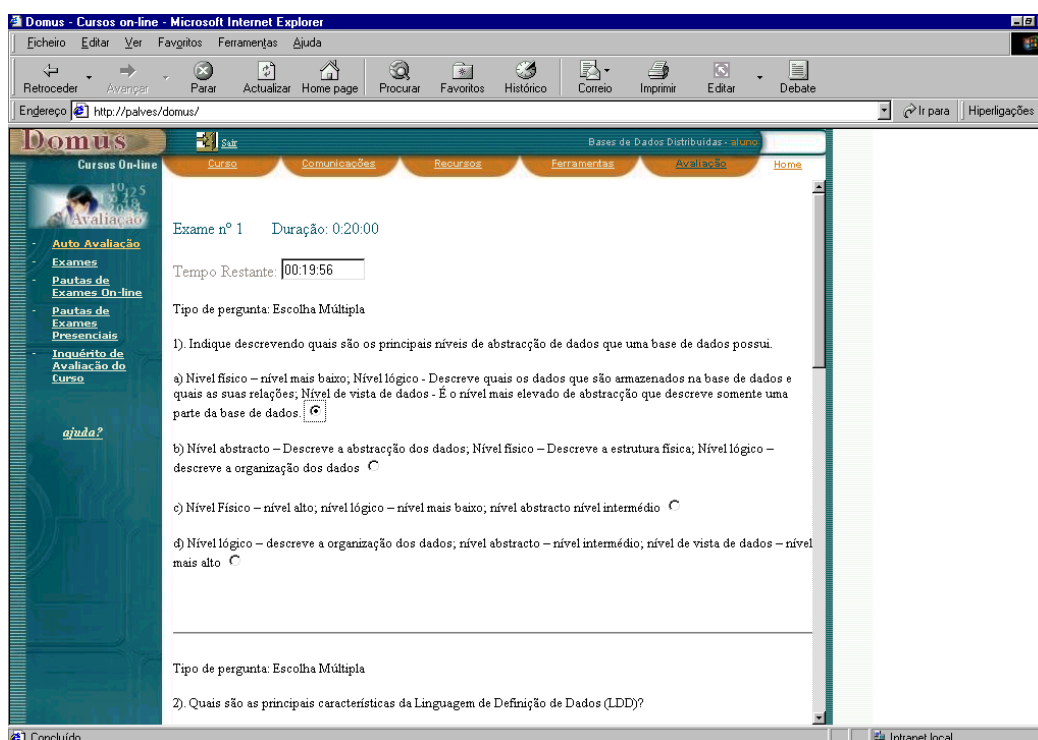 Domus - Cursos on-line - Microsoft Internet Explorer
Ficheiro Editar Ver Favoritos Ferramentas Ajuda
Retroceder Avançar Parar Actualizar Home page Procurar Favoritos Histórico Correio Imprimir Editar Debate
Endereço http://palves/domus/ Ir para Hiperligações
Domus Sair Bases de Dados Distribuidas - aluno
Cursos On-line Curso Comunicações Recursos Ferramentas Avaliação Home
Avaliação
- Auto Avaliação
- Exames
- Pautas de
Exames On-line
- Pautas de
Exames
Presenciais
- Inquérito de
Avaliação do
Curso
ajuda?
Exame nº 1 Duração: 0:20:00
Tempo Restante: 00:19:56
Tipo de pergunta: Escolha Múltipla
1). Indique descrevendo quais são os principais níveis de abstracção de dados que uma base de dados possui.
a) Nivel físico – nível mais baixo; Nível lógico - Descreve quais os dados que são armazenados na base de dados e
quais as suas relações; Nível de vista de dados - É o nível mais elevado de abstracção que descreve somente uma
parte da base de dados.
b) Nível abstracto – Descreve a abstracção dos dados; Nível físico – Descreve a estrutura física; Nível lógico –
descreve a organização dos dados
c) Nível Físico – nível alto; nível lógico – nível mais baixo; nível abstracto nível intermédio
d) Nível lógico – descreve a organização dos dados; nível abstracto – nível intermédio; nível de vista de dados – nível
mais alto
Tipo de pergunta: Escolha Múltipla
2). Quais são as principais características da Linguagem de Definição de Dados (LDD)?
Concluído Intranet local